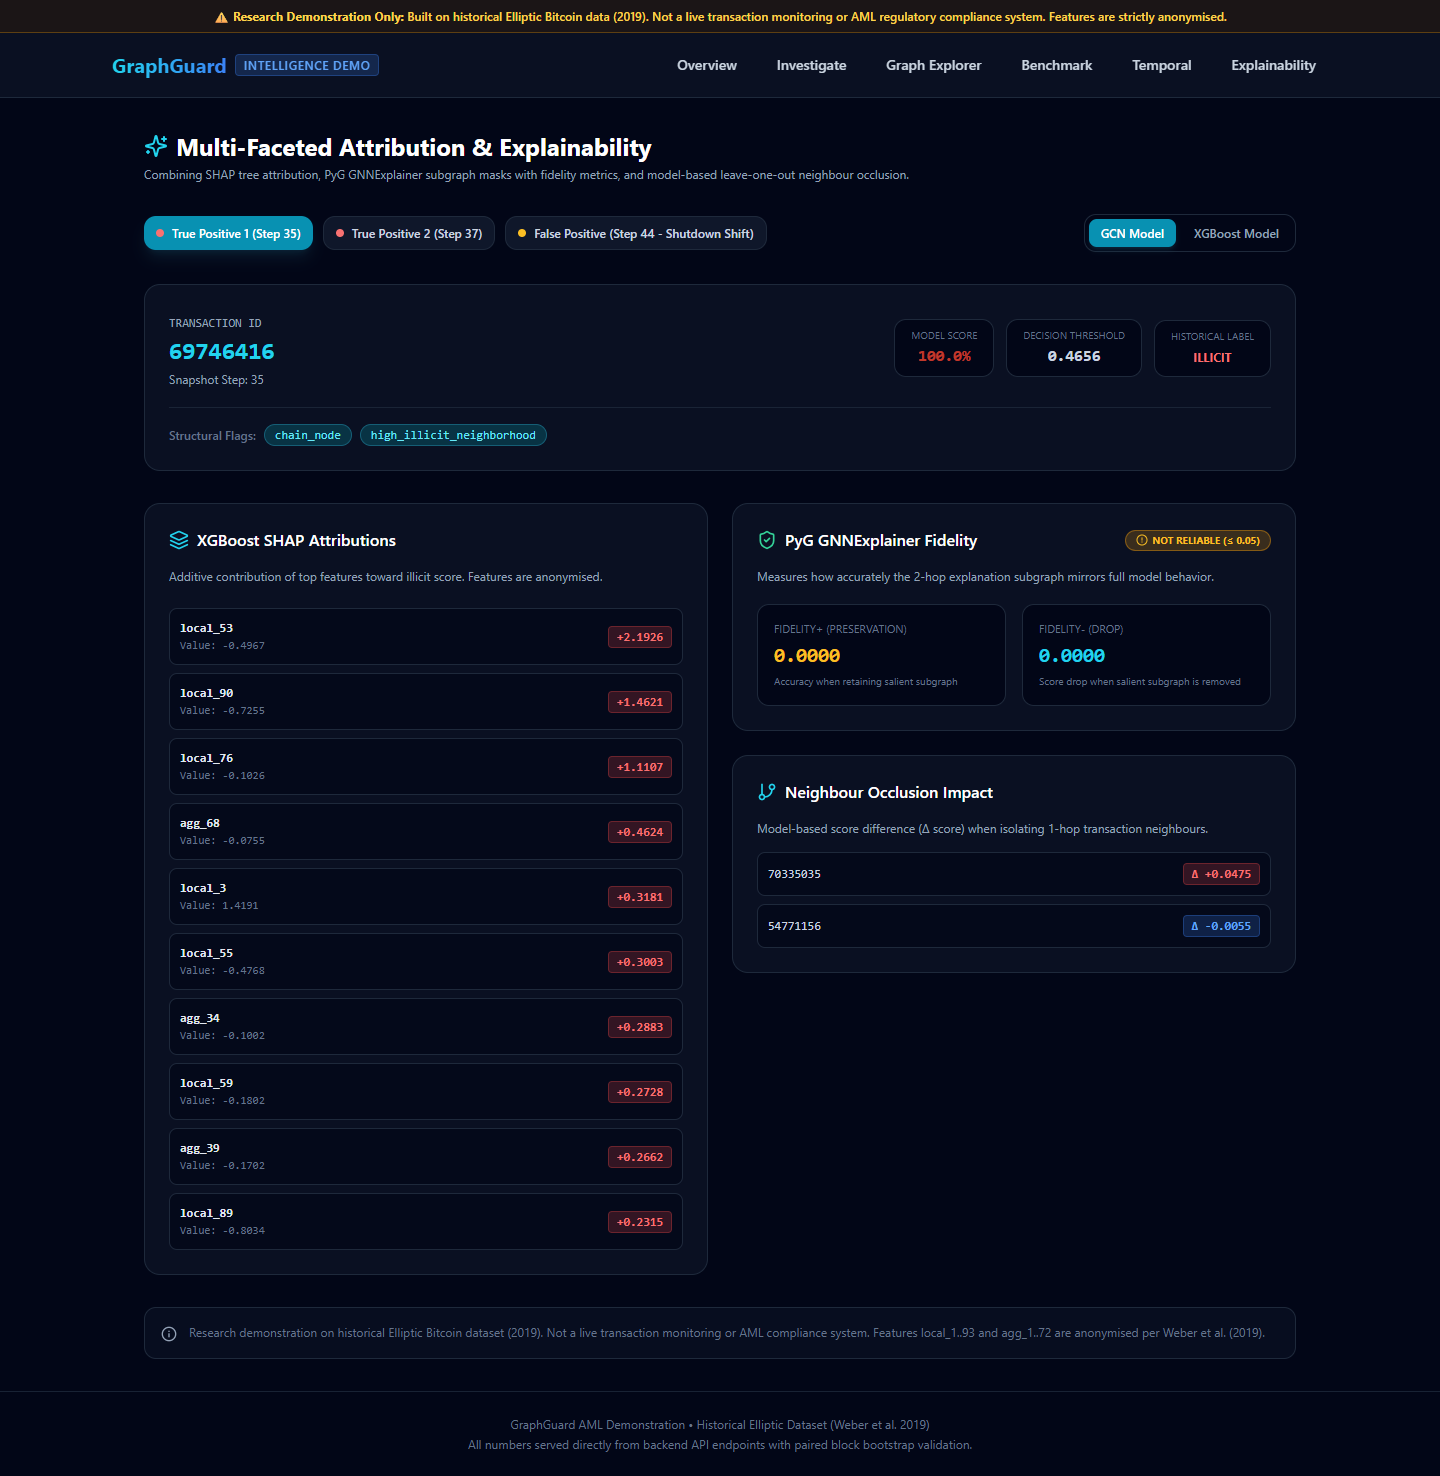 ⚠ Research Demonstration Only: Built on historical Elliptic Bitcoin data (2019). Not a live transaction monitoring or AML regulatory compliance system. Features are strictly anonymised.
GraphGuard INTELLIGENCE DEMO Overview Investigate Graph Explorer Benchmark Temporal Explainability
Multi-Faceted Attribution & Explainability
Combining SHAP tree attribution, PyG GNNExplainer subgraph masks with fidelity metrics, and model-based leave-one-out neighbour occlusion.
True Positive 1 (Step 35) True Positive 2 (Step 37) False Positive (Step 44 - Shutdown Shift) GCN Model XGBoost Model
TRANSACTION ID
69746416
Snapshot Step: 35
MODEL SCORE
100.0%
DECISION THRESHOLD
0.4656
HISTORICAL LABEL
ILLICIT
Structural Flags: chain_node high_illicit_neighborhood
XGBoost SHAP Attributions
Additive contribution of top features toward illicit score. Features are anonymised.
local_53
Value: -0.4967
+2.1926
local_90
Value: -0.7255
+1.4621
local_76
Value: -0.1026
+1.1107
agg_68
Value: -0.0755
+0.4624
local_3
Value: 1.4191
+0.3181
local_55
Value: -0.4768
+0.3003
agg_34
Value: -0.1002
+0.2883
local_59
Value: -0.1802
+0.2728
agg_39
Value: -0.1702
+0.2662
local_89
Value: -0.8034
+0.2315
PyG GNNExplainer Fidelity
NOT RELIABLE (≤ 0.05)
Measures how accurately the 2-hop explanation subgraph mirrors full model behavior.
FIDELITY+ (PRESERVATION)
0.0000
Accuracy when retaining salient subgraph
FIDELITY- (DROP)
0.0000
Score drop when salient subgraph is removed
Neighbour Occlusion Impact
Model-based score difference (Δ score) when isolating 1-hop transaction neighbours.
70335035 Δ +0.0475
54771156 Δ -0.0055
Research demonstration on historical Elliptic Bitcoin dataset (2019). Not a live transaction monitoring or AML compliance system. Features local_1..93 and agg_1..72 are anonymised per Weber et al. (2019).
GraphGuard AML Demonstration • Historical Elliptic Dataset (Weber et al. 2019)
All numbers served directly from backend API endpoints with paired block bootstrap validation.